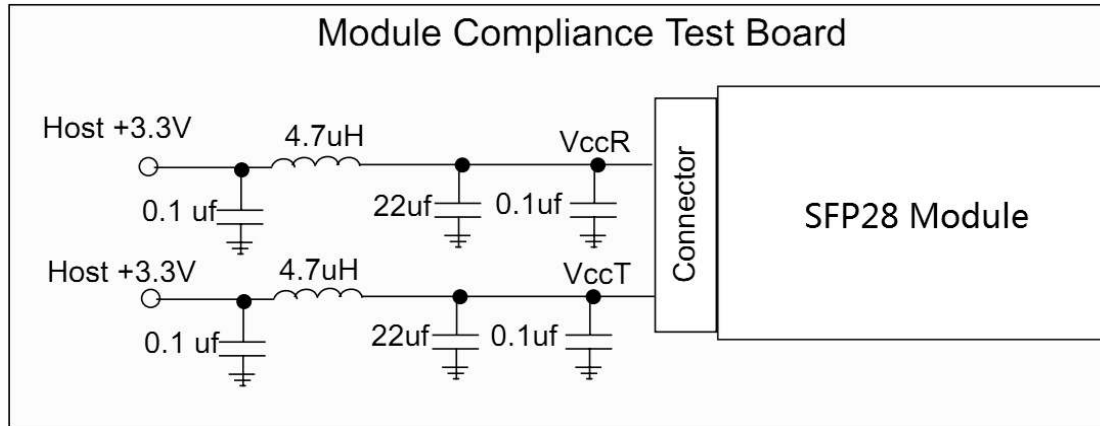 Module Compliance Test Board
Host +3.3V
4.7uH
VccR
0.1 uf
22uf
0.1uf
Host +3.3V
4.7uH
VccT
0.1 uf
22uf
0.1uf
Connector
SFP28 Module